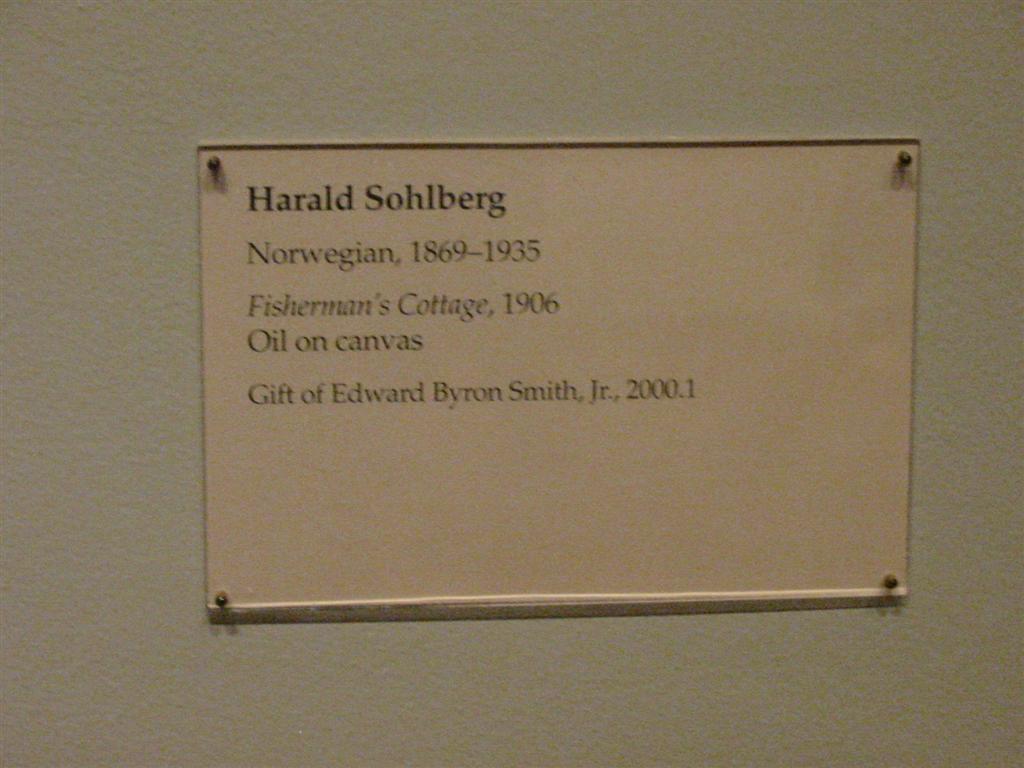 Harald Sohlberg
Norwegian, 1869–1935
Fisherman's Cottage, 1906
Oil on canvas
Gift of Edward Byron Smith, Jr., 2000.1